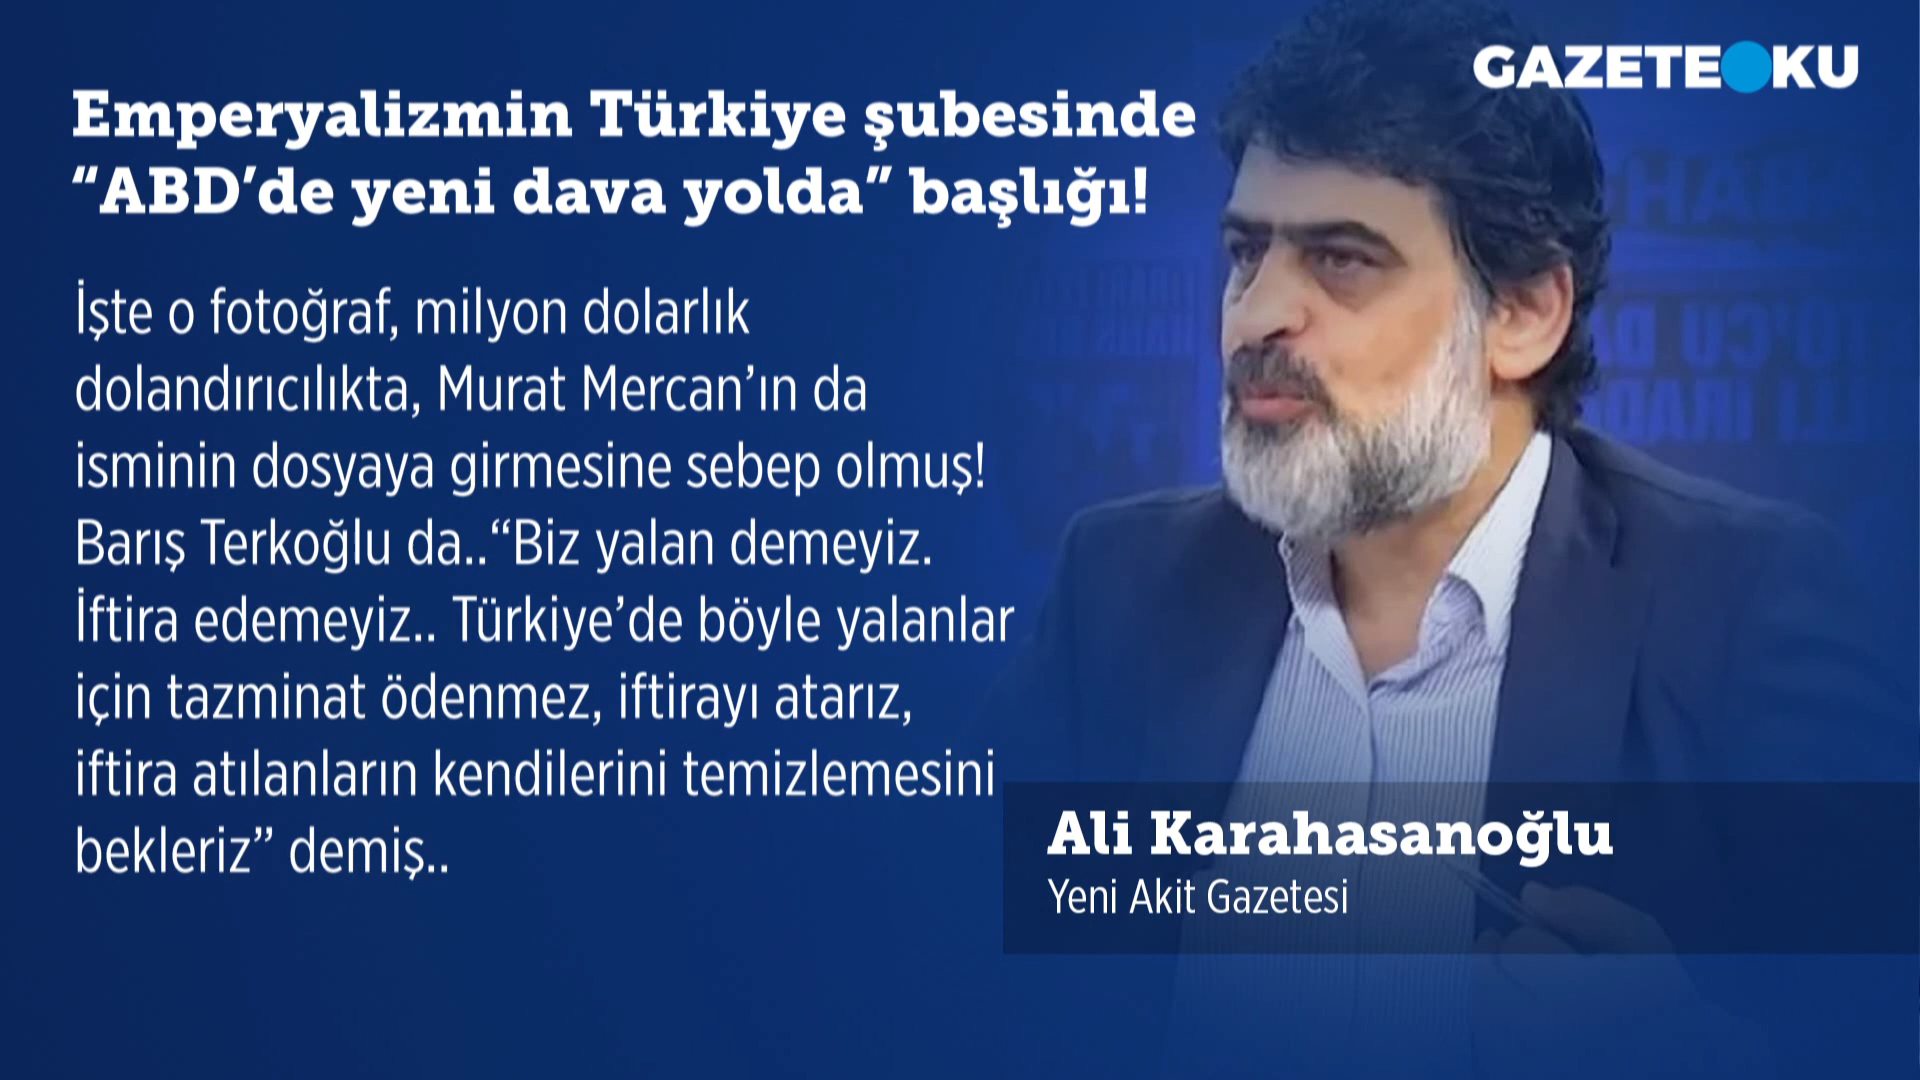 GAZETEOKU
Emperyalizmin Türkiye şubesinde
“ABD’de yeni dava yolda” başlığı!
İşte o fotoğraf, milyon dolarlık
dolandırıcılıkta, Murat Mercan’ın da
isminin dosyaya girmesine sebep olmuş!
Barış Terkoğlu da..“Biz yalan demeyiz.
İftira edemeyiz.. Türkiye’de böyle yalanlar
için tazminat ödenmez, iftirayı atarız,
iftira atılanların kendilerini temizlemesini
bekleriz” demiş..
Ali Karahasanoğlu
Yeni Akit Gazetesi